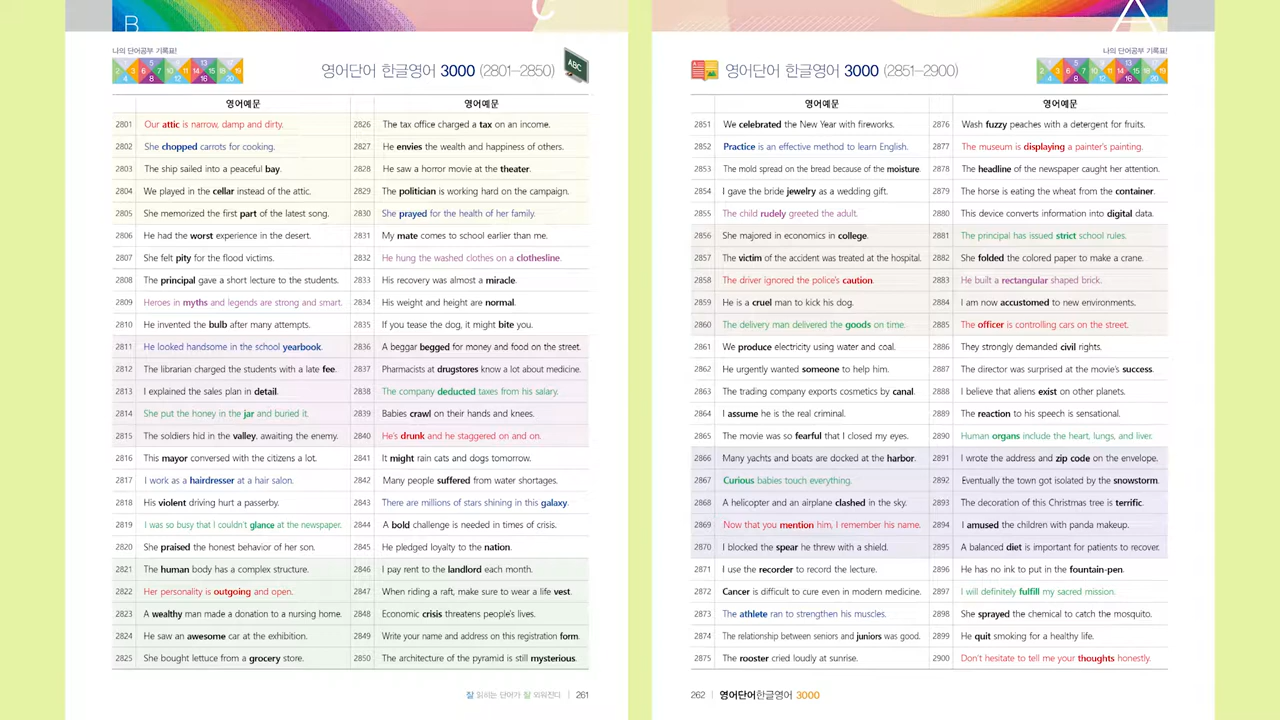 B
C
나의 단어공부 기록표!
2 4 6 5 8 7 9 10 12 11 13 16 14 15 18 17 19 20
영어단어 한글영어 3000 (2801–2850)
ABC
영어예문
영어예문
2801 Our attic is narrow, damp and dirty.
2802 She chopped carrots for cooking.
2803 The ship sailed into a peaceful bay.
2804 We played in the cellar instead of the attic.
2805 She memorized the first part of the latest song.
2806 He had the worst experience in the desert.
2807 She felt pity for the flood victims.
2808 The principal gave a short lecture to the students.
2809 Heroes in myths and legends are strong and smart.
2810 He invented the bulb after many attempts.
2811 He looked handsome in the school yearbook.
2812 The librarian charged the students with a late fee.
2813 I explained the sales plan in detail.
2814 She put the honey in the jar and buried it.
2815 The soldiers hid in the valley, awaiting the enemy.
2816 This mayor conversed with the citizens a lot.
2817 I work as a hairdresser at a hair salon.
2818 His violent driving hurt a passerby.
2819 I was so busy that I couldn't glance at the newspaper.
2820 She praised the honest behavior of her son.
2821 The human body has a complex structure.
2822 Her personality is outgoing and open.
2823 A wealthy man made a donation to a nursing home.
2824 He saw an awesome car at the exhibition.
2825 She bought lettuce from a grocery store.
2826 The tax office charged a tax on an income.
2827 He envies the wealth and happiness of others.
2828 He saw a horror movie at the theater.
2829 The politician is working hard on the campaign.
2830 She prayed for the health of her family.
2831 My mate comes to school earlier than me.
2832 He hung the washed clothes on a clothesline.
2833 His recovery was almost a miracle.
2834 His weight and height are normal.
2835 If you tease the dog, it might bite you.
2836 A beggar begged for money and food on the street.
2837 Pharmacists at drugstores know a lot about medicine.
2838 The company deducted taxes from his salary.
2839 Babies crawl on their hands and knees.
2840 He's drunk and he staggered on and on.
2841 It might rain cats and dogs tomorrow.
2842 Many people suffered from water shortages.
2843 There are millions of stars shining in this galaxy.
2844 A bold challenge is needed in times of crisis.
2845 He pledged loyalty to the nation.
2846 I pay rent to the landlord each month.
2847 When riding a raft, make sure to wear a life vest.
2848 Economic crisis threatens people's lives.
2849 Write your name and address on this registration form.
2850 The architecture of the pyramid is still mysterious.
잘 읽히는 단어가 잘 외워진다 | 261
A
나의 단어공부 기록표!
영어단어 한글영어 3000 (2851–2900)
영어예문
영어예문
2851 We celebrated the New Year with fireworks.
2852 Practice is an effective method to learn English.
2853 The mold spread on the bread because of the moisture.
2854 I gave the bride jewelry as a wedding gift.
2855 The child rudely greeted the adult.
2856 She majored in economics in college.
2857 The victim of the accident was treated at the hospital.
2858 The driver ignored the police's caution.
2859 He is a cruel man to kick his dog.
2860 The delivery man delivered the goods on time.
2861 We produce electricity using water and coal.
2862 He urgently wanted someone to help him.
2863 The trading company exports cosmetics by canal.
2864 I assume he is the real criminal.
2865 The movie was so fearful that I closed my eyes.
2866 Many yachts and boats are docked at the harbor.
2867 Curious babies touch everything.
2868 A helicopter and an airplane clashed in the sky.
2869 Now that you mention him, I remember his name.
2870 I blocked the spear he threw with a shield.
2871 I use the recorder to record the lecture.
2872 Cancer is difficult to cure even in modern medicine.
2873 The athlete ran to strengthen his muscles.
2874 The relationship between seniors and juniors was good.
2875 The rooster cried loudly at sunrise.
2876 Wash fuzzy peaches with a detergent for fruits.
2877 The museum is displaying a painter's painting.
2878 The headline of the newspaper caught her attention.
2879 The horse is eating the wheat from the container.
2880 This device converts information into digital data.
2881 The principal has issued strict school rules.
2882 She folded the colored paper to make a crane.
2883 He built a rectangular shaped brick.
2884 I am now accustomed to new environments.
2885 The officer is controlling cars on the street.
2886 They strongly demanded civil rights.
2887 The director was surprised at the movie's success.
2888 I believe that aliens exist on other planets.
2889 The reaction to his speech is sensational.
2890 Human organs include the heart, lungs, and liver.
2891 I wrote the address and zip code on the envelope.
2892 Eventually the town got isolated by the snowstorm.
2893 The decoration of this Christmas tree is terrific.
2894 I amused the children with panda makeup.
2895 A balanced diet is important for patients to recover.
2896 He has no ink to put in the fountain-pen.
2897 I will definitely fulfill my sacred mission.
2898 She sprayed the chemical to catch the mosquito.
2899 He quit smoking for a healthy life.
2900 Don't hesitate to tell me your thoughts honestly.
262 | 영어단어한글영어 3000